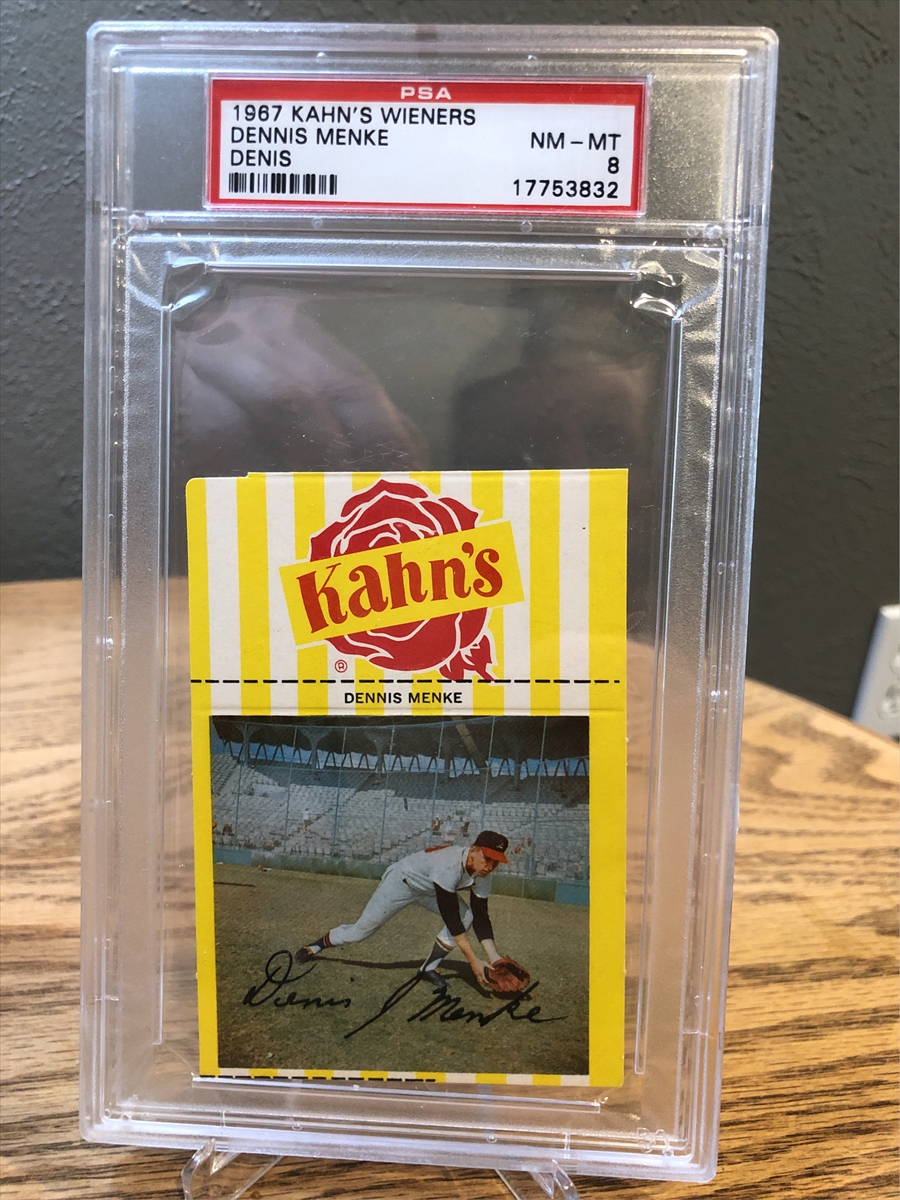 PSA
1967 KAHN'S WIENERS
DENNIS MENKE NM - MT
DENIS 8
17753832
Kahn's
®
DENNIS MENKE
Denis Menke